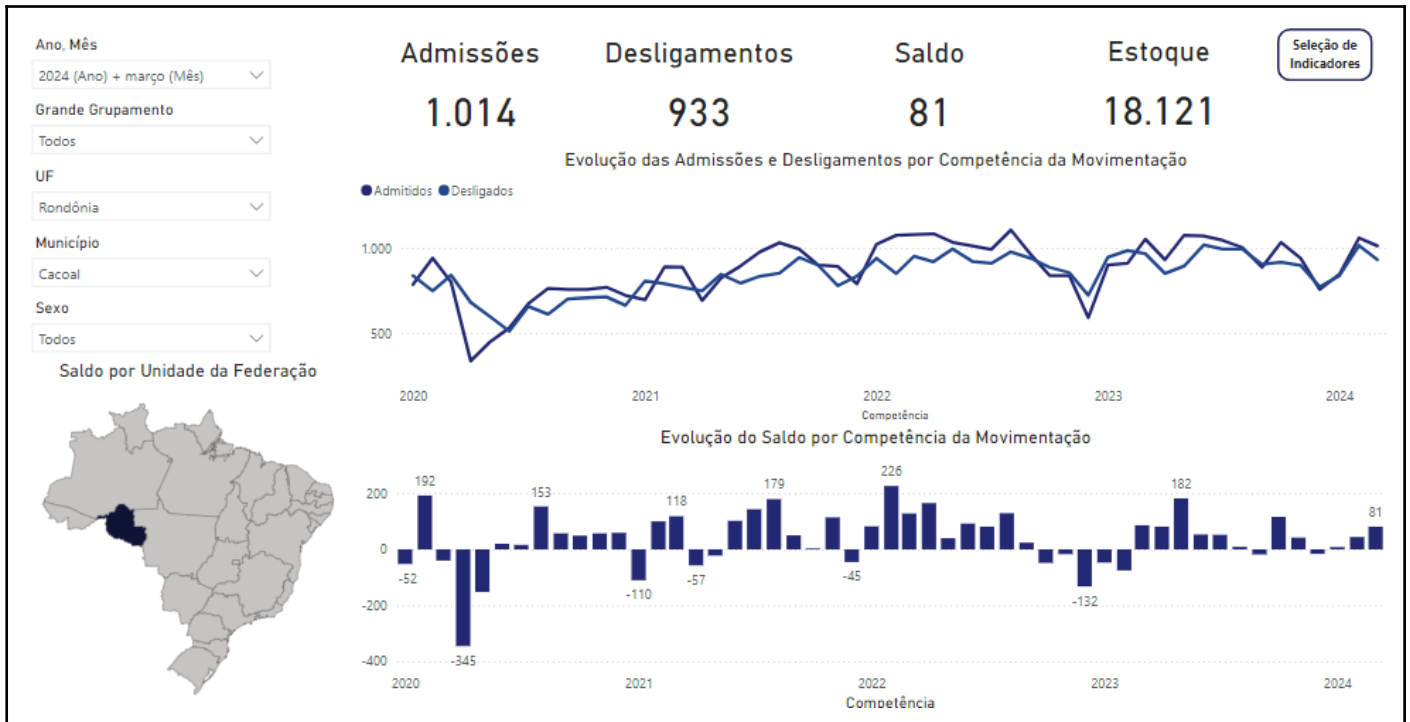 Ano, Mês
2024 (Ano) + março (Mês)
Grande Grupamento
Todos
UF
Rondônia
Município
Cacoal
Sexo
Todos
Saldo por Unidade da Federação
Admissões Desligamentos Saldo Estoque
1.014 933 81 18.121
Seleção de
Indicadores
Evolução das Admissões e Desligamentos por Competência da Movimentação
Admitidos Desligados
1.000
500
2020 2021 2022 2023 2024
Competência
Evolução do Saldo por Competência da Movimentação
200
0
-200
-400
-52 192 -345 153 -110 118 -57 179 -45 226 -132 182 81
2020 2021 2022 2023 2024
Competência